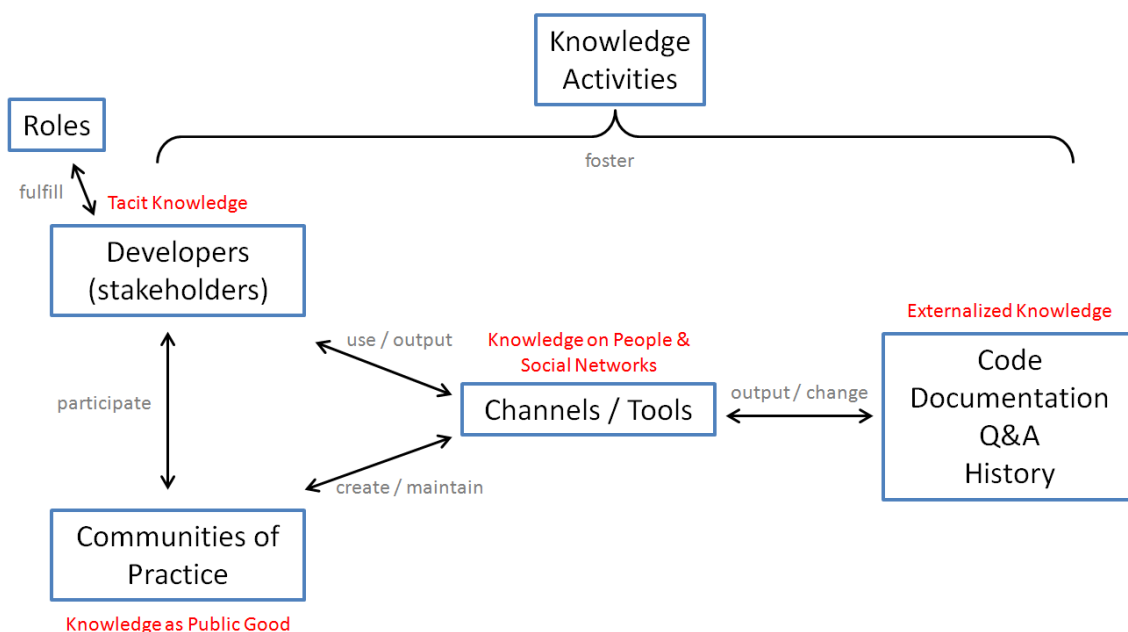 Knowledge
Activities
Roles
foster
fulfill
Tacit Knowledge
Developers
(stakeholders)
Externalized Knowledge
use / output
Knowledge on People &
Social Networks
Code
Documentation
Q&A
History
participate
Channels / Tools
output / change
create / maintain
Communities of
Practice
Knowledge as Public Good